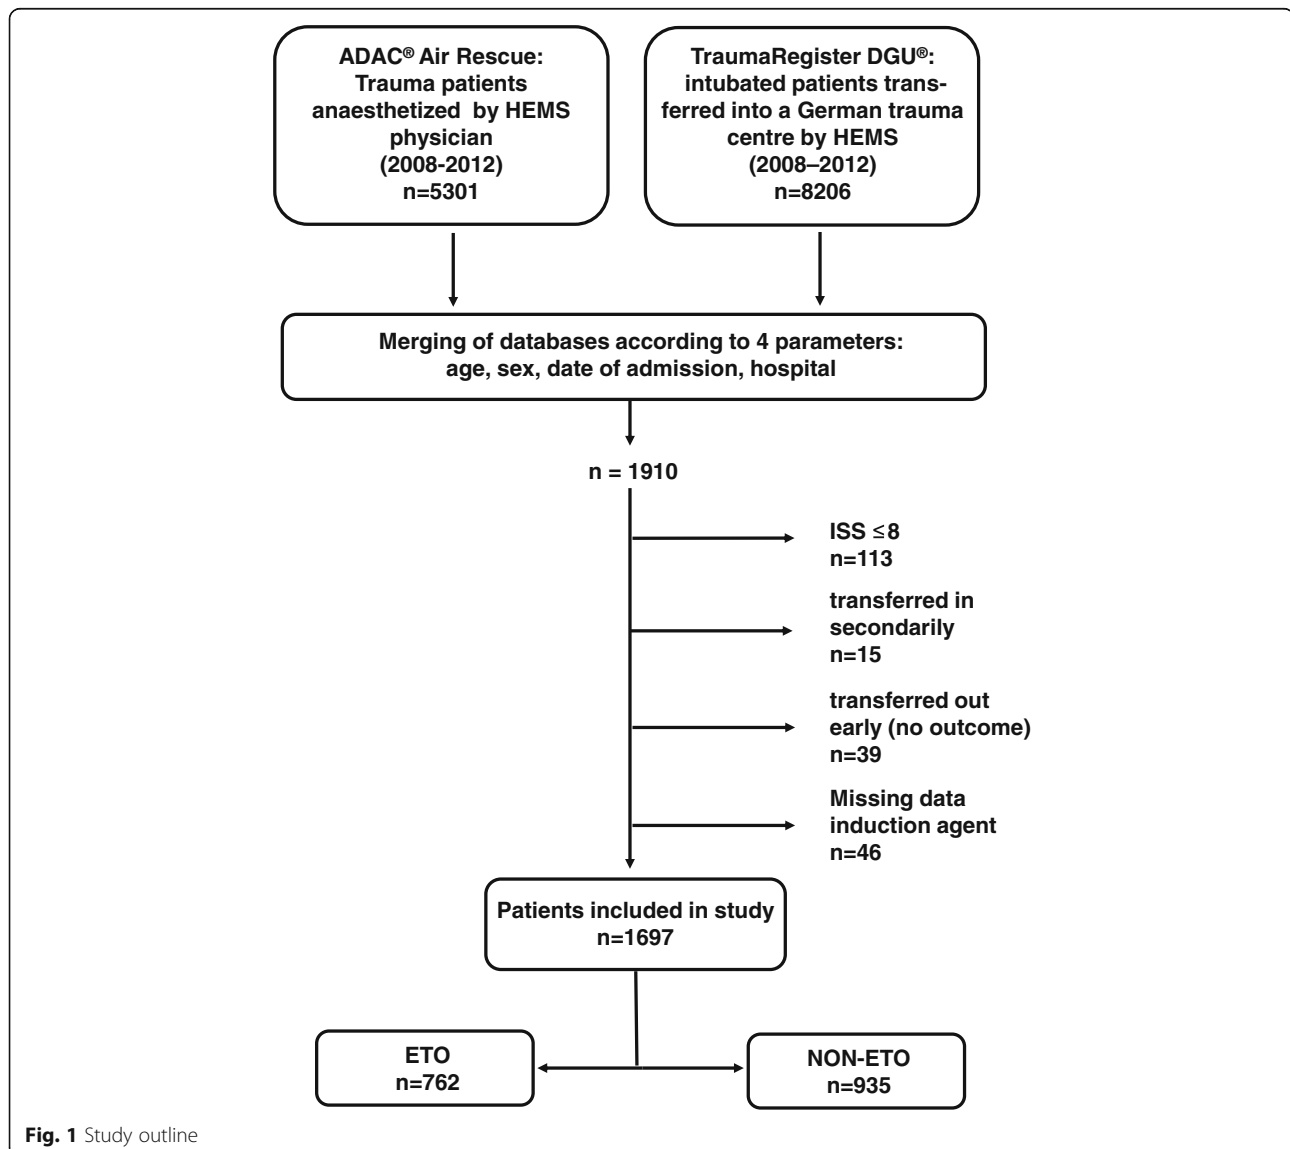 ADAC® Air Rescue:
Trauma patients
anaesthetized by HEMS
physician
(2008-2012)
n=5301
TraumaRegister DGU®:
intubated patients trans-
ferred into a German trauma
centre by HEMS
(2008–2012)
n=8206
Merging of databases according to 4 parameters:
age, sex, date of admission, hospital
n = 1910
ISS ≤8
n=113
transferred in
secondarily
n=15
transferred out
early (no outcome)
n=39
Missing data
induction agent
n=46
Patients included in study
n=1697
ETO
n=762
NON-ETO
n=935
Fig. 1 Study outline